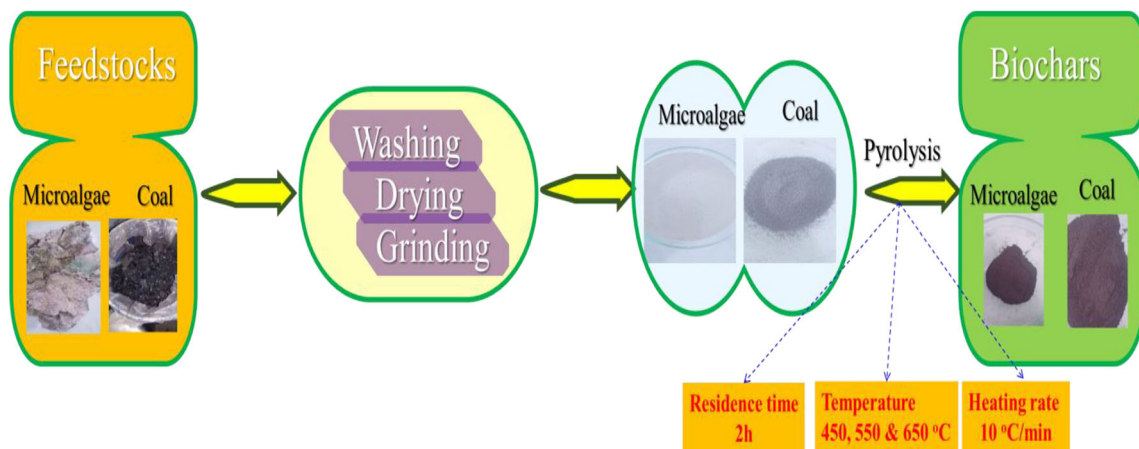 Feedstocks
Microalgae
Coal
Washing
Drying
Grinding
Microalgae
Coal
Pyrolysis
Biochars
Microalgae
Coal
Residence time
2h
Temperature
450, 550 & 650 °C
Heating rate
10 °C/min